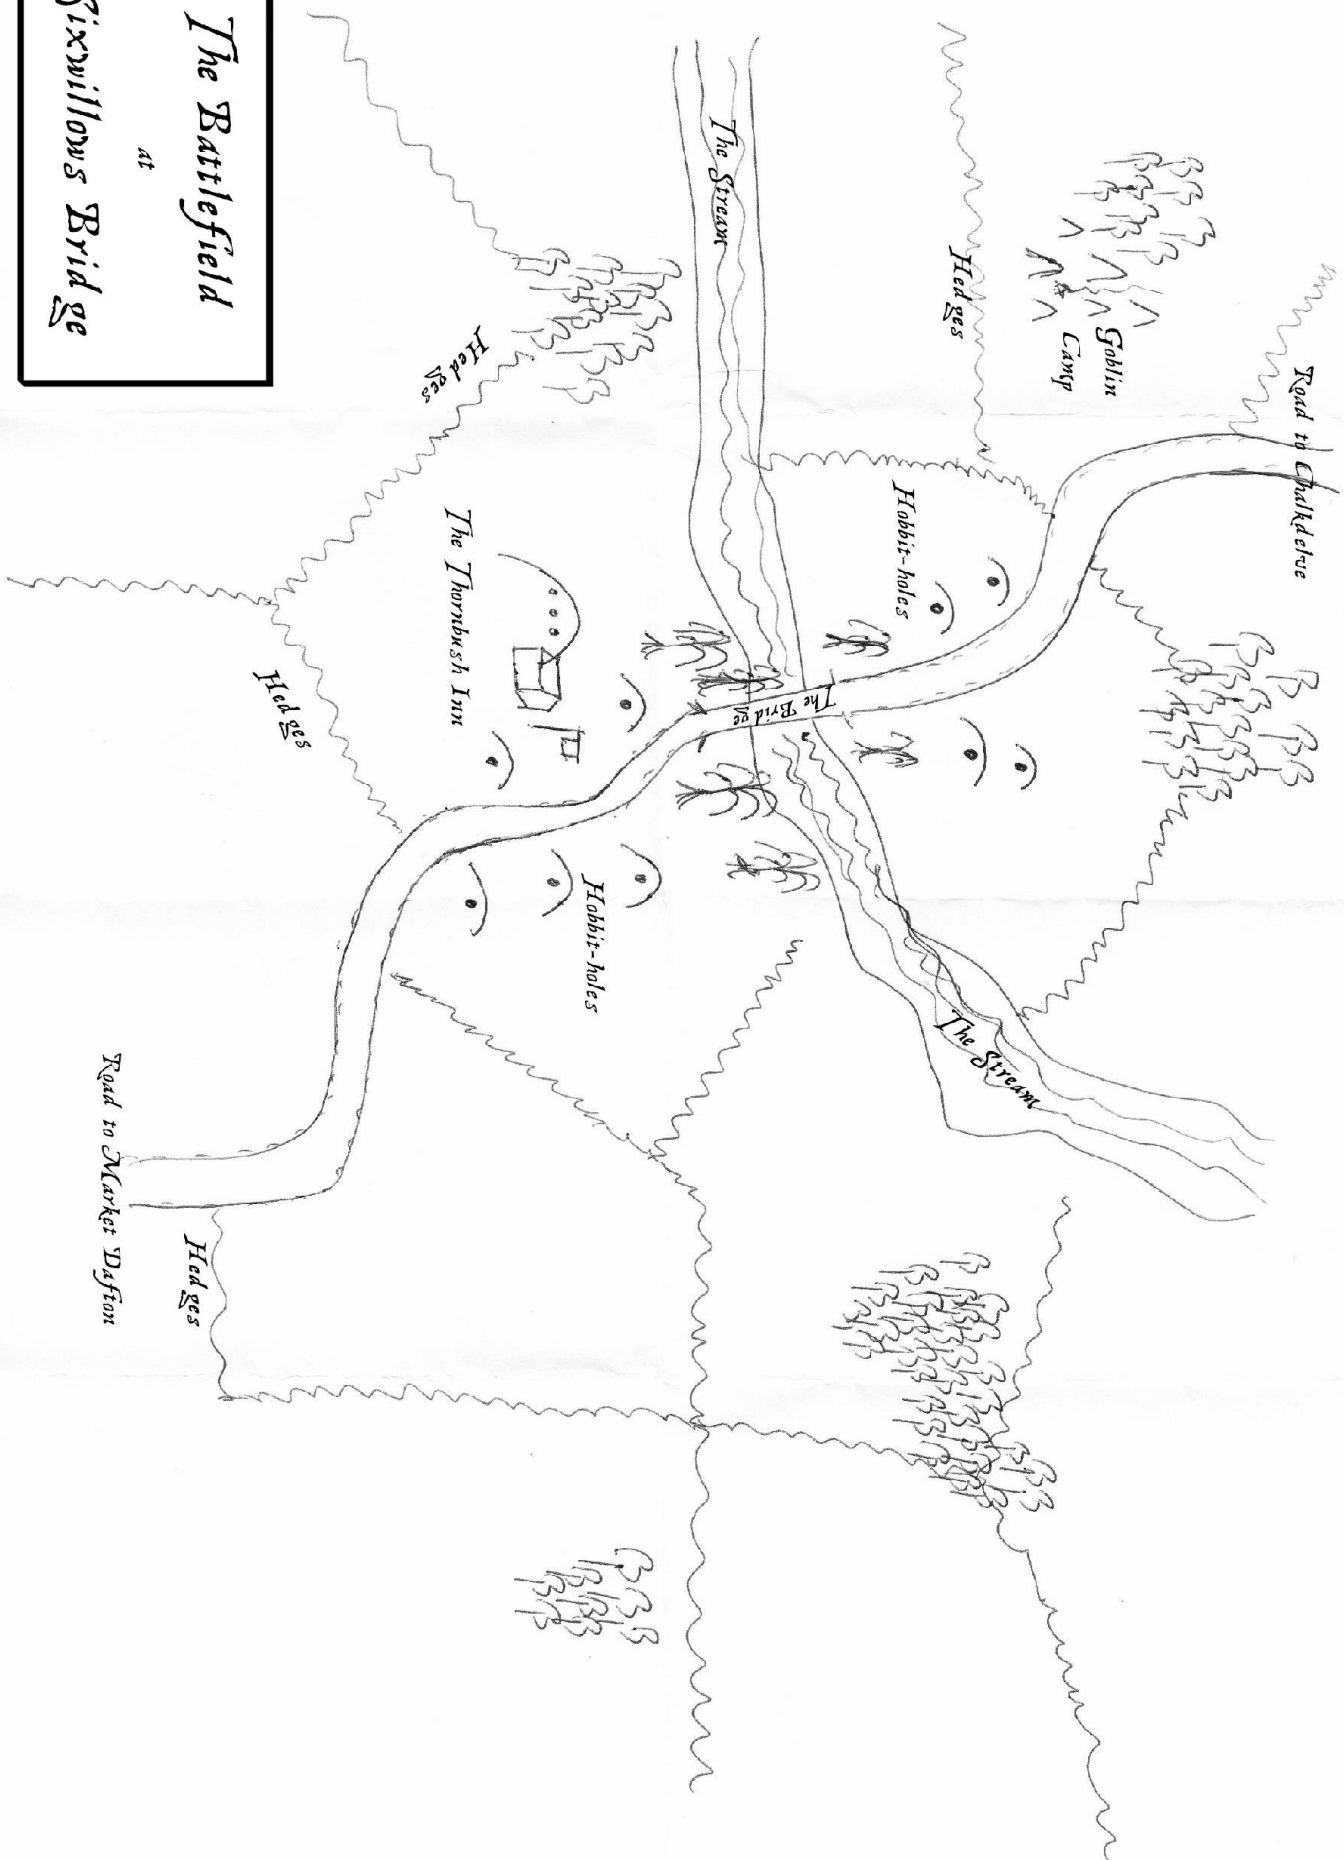 Road to Chalkdelve
Goblin
Camp
The Stream
Hedges
Hobbit-holes
The Bridge
The Stream
Hobbit-holes
Hedges
The Thornbush Inn
Hedges
Hedges
Road to Market Dafton
The Battlefield
at
Sixwillows Bridge